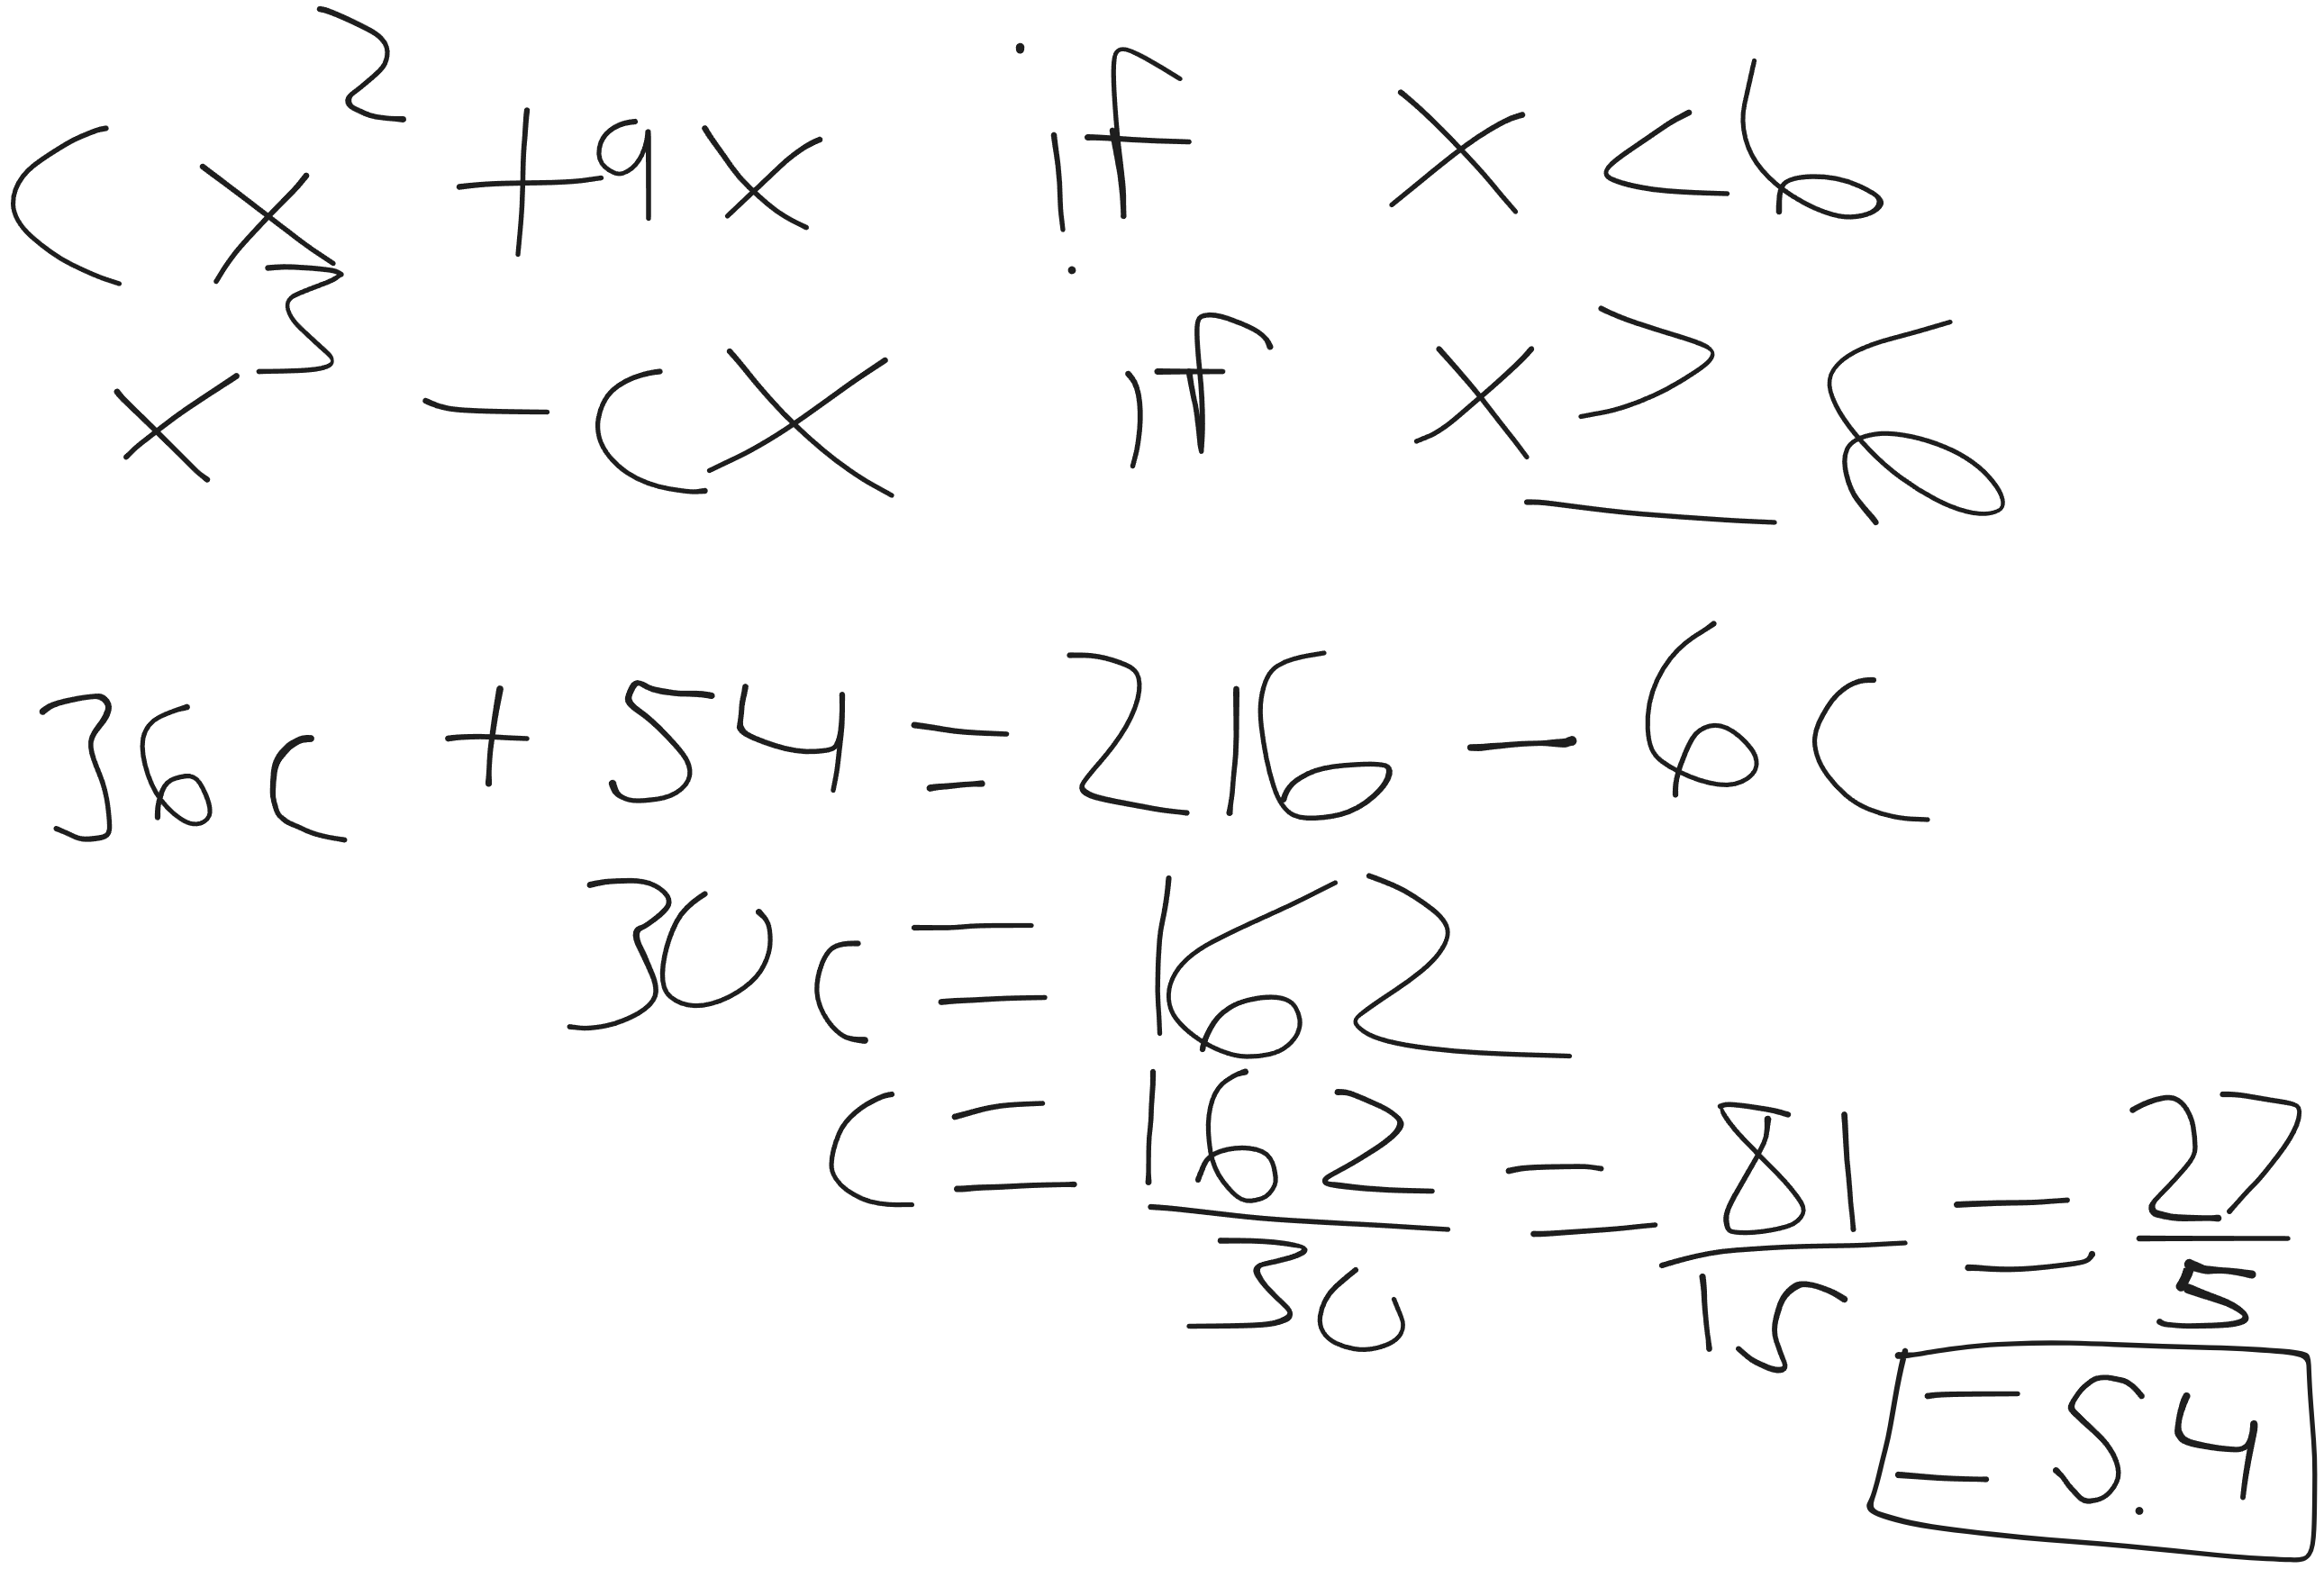 cx² + 9x if x < 6
x³ - cx if x ≥ 6
36c + 54 = 216 - 6c
30c = 162
c = 162/30 = 81/15 = 27/5
= 5.4